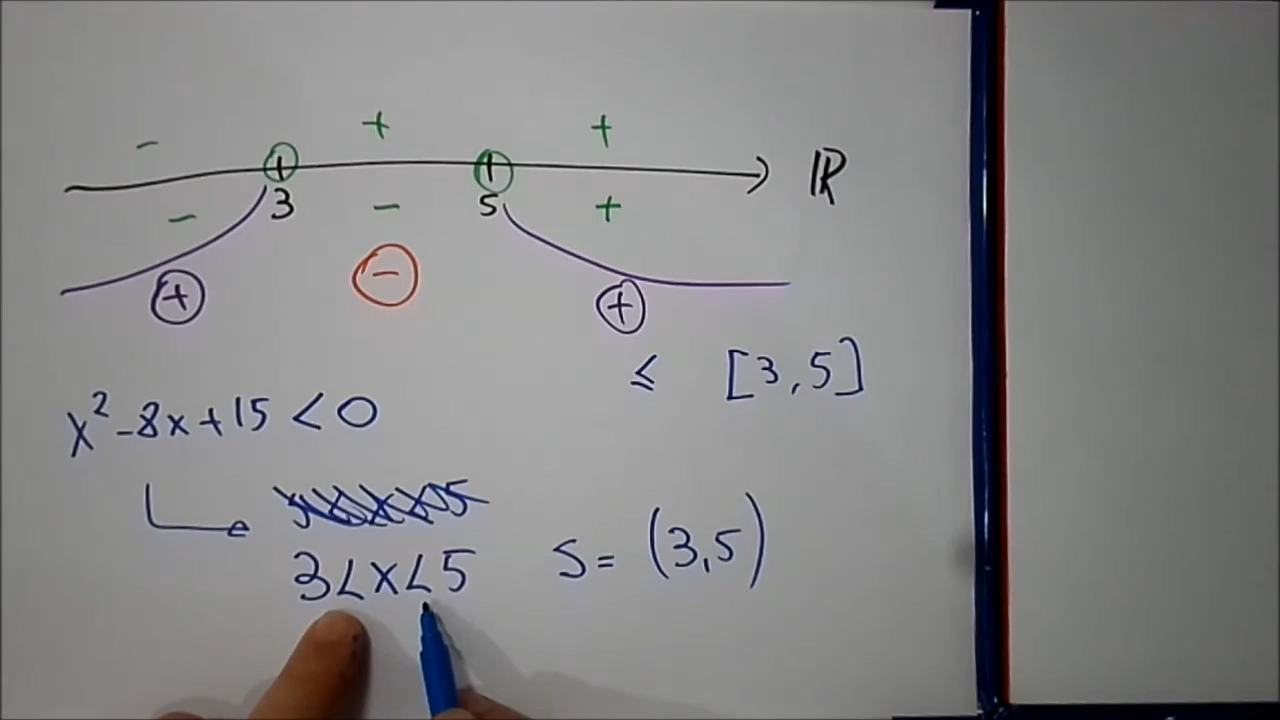 - + +
3 5 ℝ
- - +
+ - +
≤ [3,5]
x²-8x+15<0
3<x<5 S=(3,5)